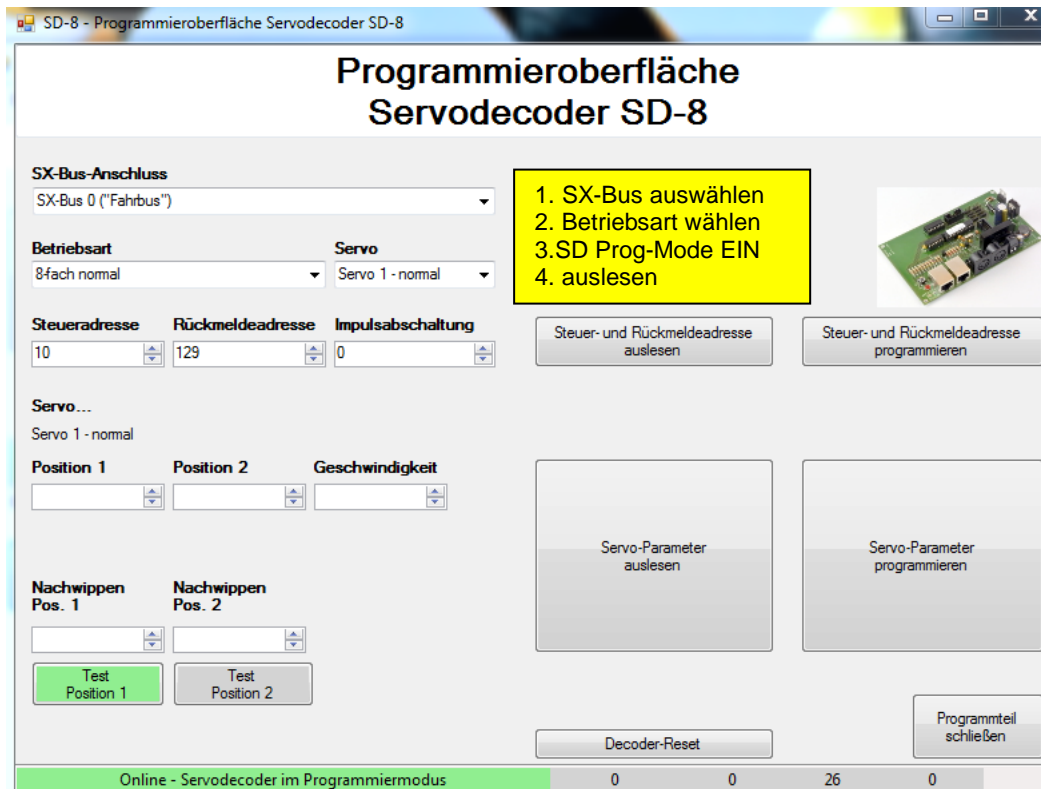 SD-8 - Programmieroberfläche Servodecoder SD-8
Programmieroberfläche
Servodecoder SD-8
SX-Bus-Anschluss
SX-Bus 0 ("Fahrbus")
1. SX-Bus auswählen
2. Betriebsart wählen
3.SD Prog-Mode EIN
4. auslesen
Betriebsart Servo
8-fach normal Servo 1 - normal
Steueradresse Rückmeldeadresse Impulsabschaltung
10 129 0
Steuer- und Rückmeldeadresse
auslesen
Steuer- und Rückmeldeadresse
programmieren
Servo...
Servo 1 - normal
Position 1 Position 2 Geschwindigkeit
Servo-Parameter
auslesen
Servo-Parameter
programmieren
Nachwippen
Pos. 1
Nachwippen
Pos. 2
Test
Position 1
Test
Position 2
Decoder-Reset
Programmteil
schließen
Online - Servodecoder im Programmiermodus 0 0 26 0